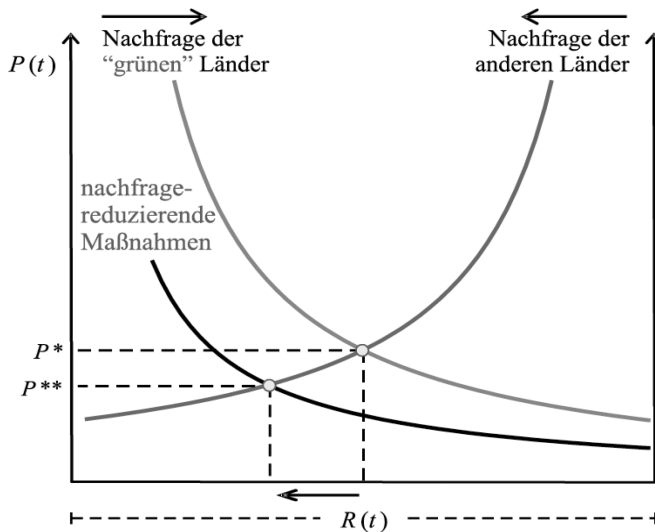 Nachfrage der
“grünen” Länder
Nachfrage der
anderen Länder
P(t)
nachfrage-
reduzierende
Maßnahmen
P*
P**
R(t)